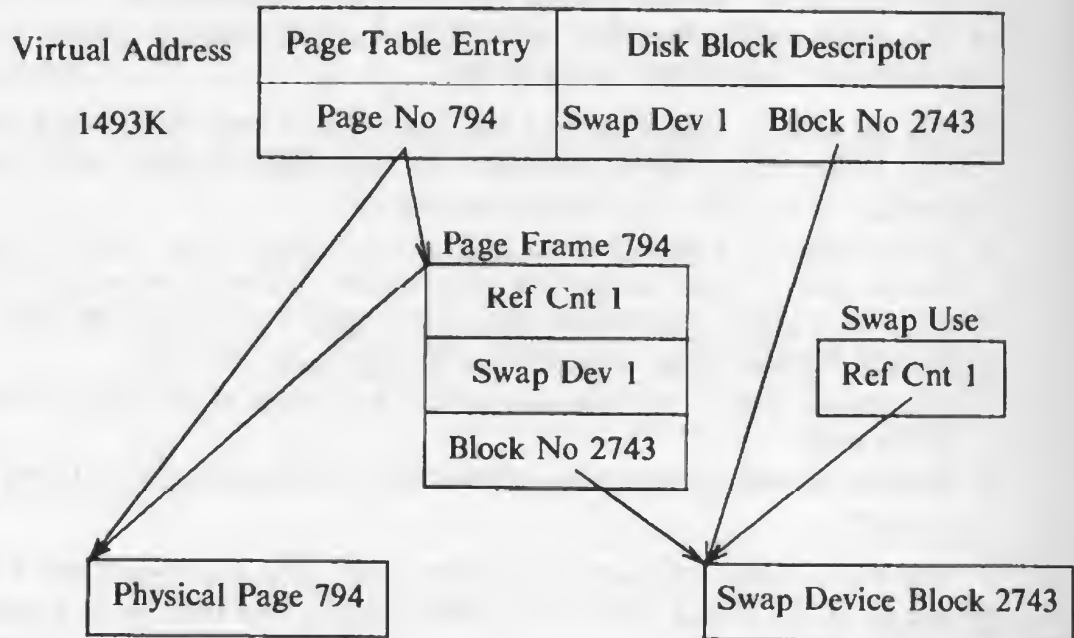 Virtual Address
Page Table Entry
Disk Block Descriptor
1493K
Page No 794
Swap Dev 1 Block No 2743
Page Frame 794
Ref Cnt 1
Swap Dev 1
Block No 2743
Swap Use
Ref Cnt 1
Physical Page 794
Swap Device Block 2743